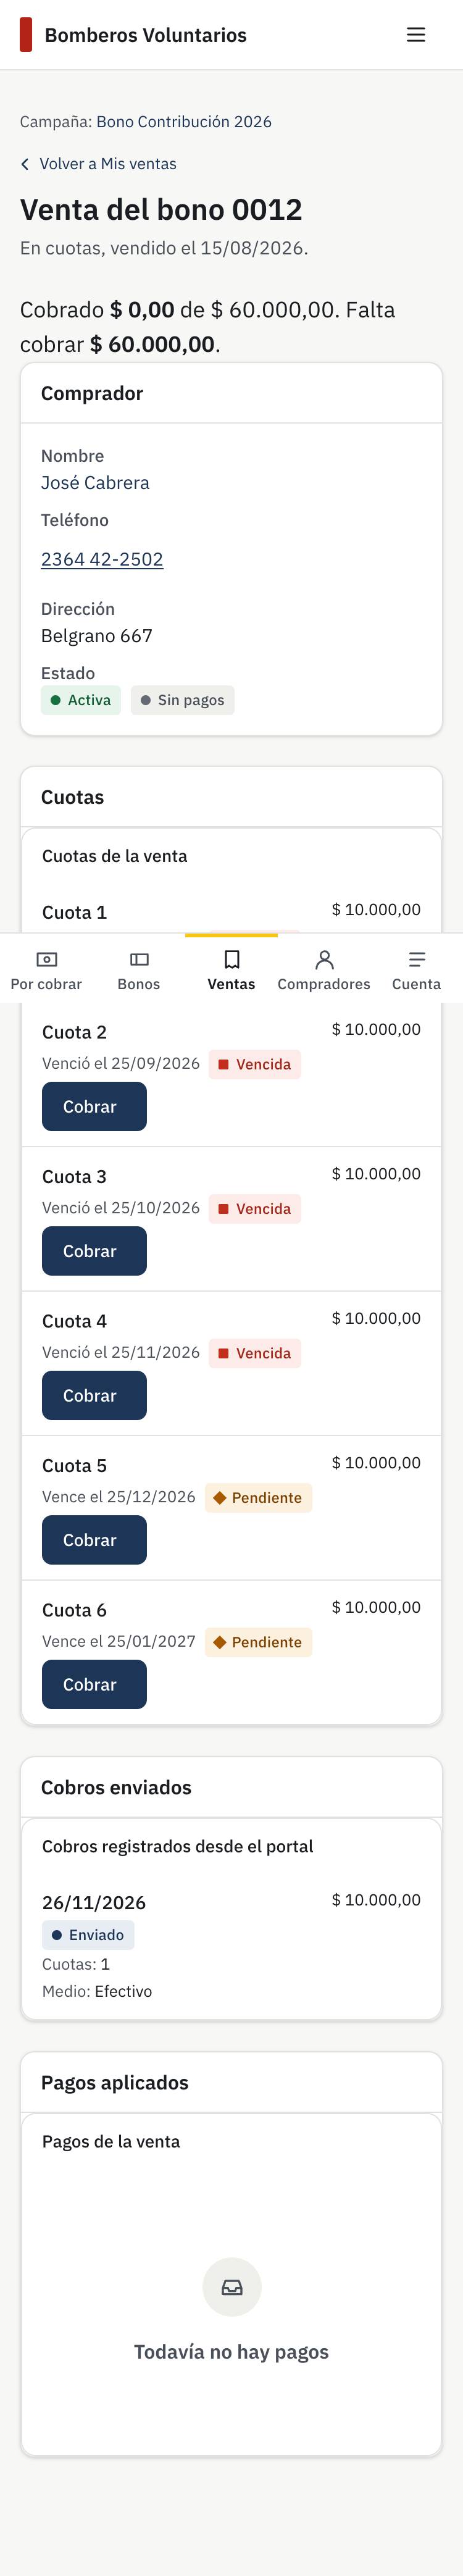 Bomberos Voluntarios
Campaña: Bono Contribución 2026
Volver a Mis ventas
Venta del bono 0012
En cuotas, vendido el 15/08/2026.
Cobrado $ 0,00 de $ 60.000,00. Falta
cobrar $ 60.000,00.
Comprador
Nombre
José Cabrera
Teléfono
2364 42-2502
Dirección
Belgrano 667
Estado
Activa Sin pagos
Cuotas
Cuotas de la venta
Cuota 1 $ 10.000,00
Por cobrar Bonos Ventas Compradores Cuenta
Cuota 2 $ 10.000,00
Venció el 25/09/2026 Vencida
Cobrar
Cuota 3 $ 10.000,00
Venció el 25/10/2026 Vencida
Cobrar
Cuota 4 $ 10.000,00
Venció el 25/11/2026 Vencida
Cobrar
Cuota 5 $ 10.000,00
Vence el 25/12/2026 Pendiente
Cobrar
Cuota 6 $ 10.000,00
Vence el 25/01/2027 Pendiente
Cobrar
Cobros enviados
Cobros registrados desde el portal
26/11/2026 $ 10.000,00
Enviado
Cuotas: 1
Medio: Efectivo
Pagos aplicados
Pagos de la venta
Todavía no hay pagos